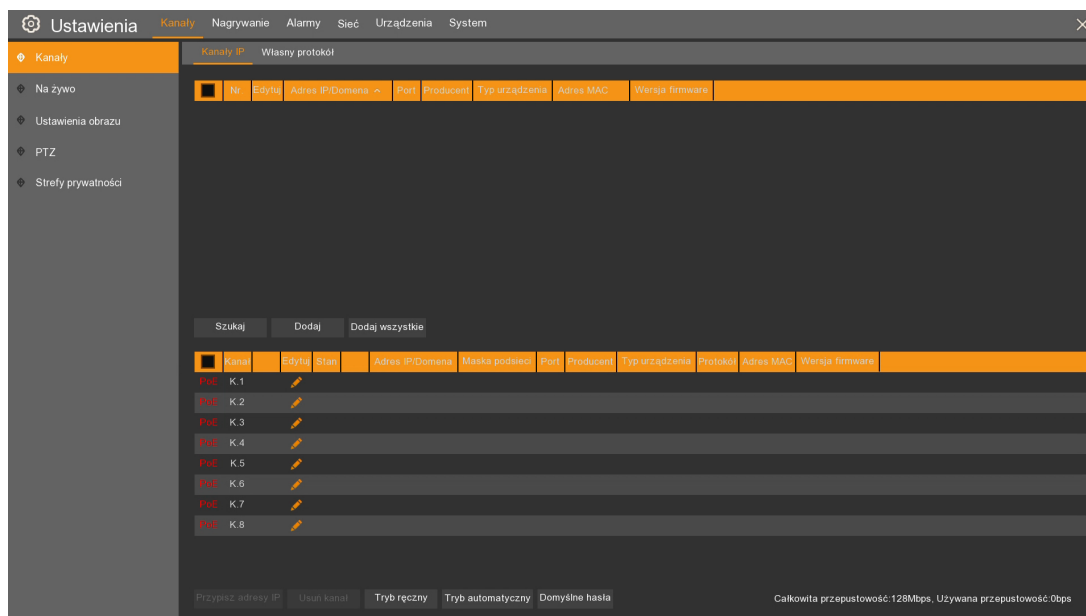 Ustawienia Kanały Nagrywanie Alarmy Sieć Urządzenia System
Kanały
Kanały IP Własny protokół
Na żywo
Nr. Edytuj Adres IP/Domena Port Producent Typ urządzenia Adres MAC Wersja firmware
Ustawienia obrazu
PTZ
Strefy prywatności
Szukaj Dodaj Dodaj wszystkie
Kanał Edytuj Stan Adres IP/Domena Maska podsieci Port Producent Typ urządzenia Protokół Adres MAC Wersja firmware
PoE K.1
PoE K.2
PoE K.3
PoE K.4
PoE K.5
PoE K.6
PoE K.7
PoE K.8
Przypisz adresy IP Usuń kanał Tryb ręczny Tryb automatyczny Domyślne hasła Całkowita przepustowość:128Mbps, Używana przepustowość:0bps